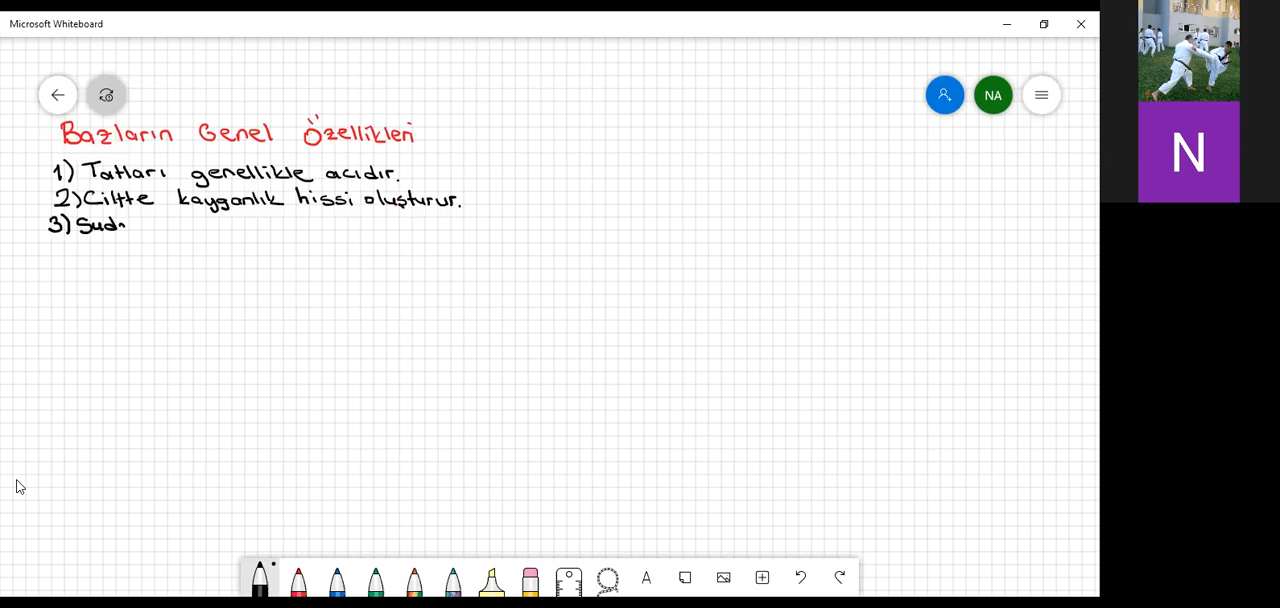 Microsoft Whiteboard
NA
N
Bazların Genel Özellikleri
1) Tatları genellikle acıdır.
2) Ciltte kayganlık hissi oluşturur.
3) Sud
A